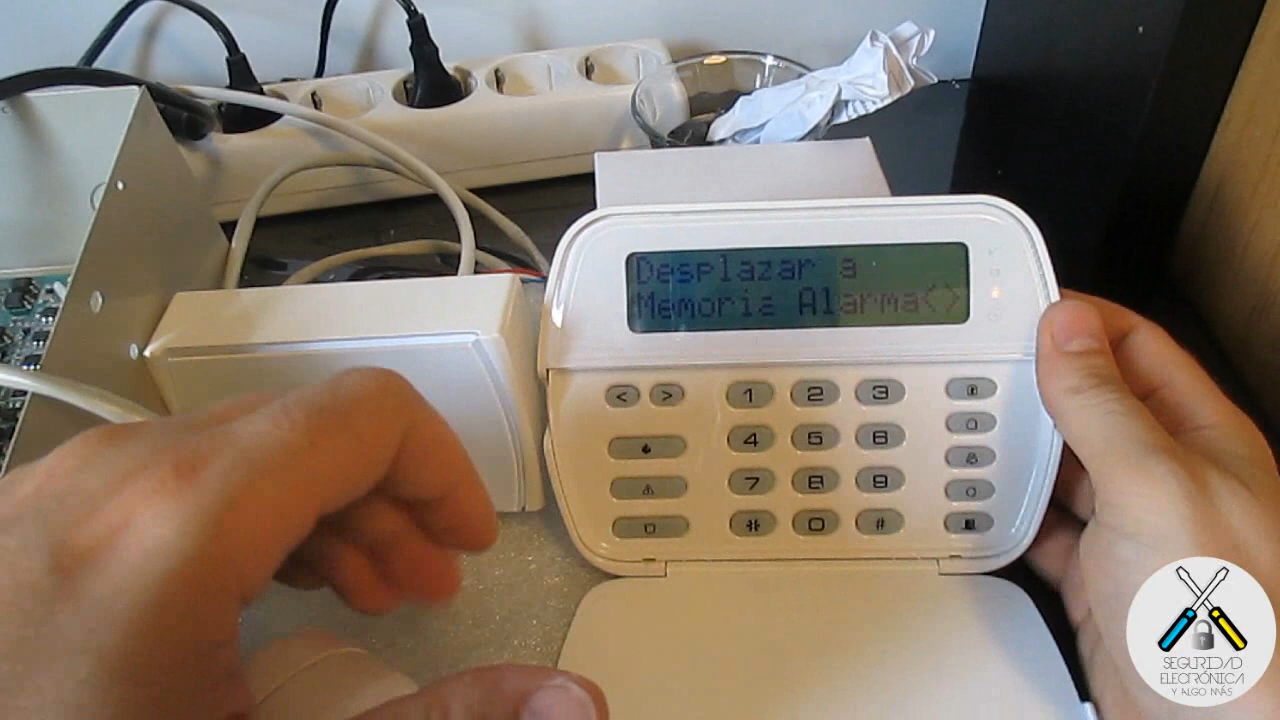 Desplazar a
Memoria Alarma<>
< > 1 2 3
4 5 6
7 8 9
* 0 #
SEGURIDAD
ELECTRÓNICA
Y ALGO MÁS